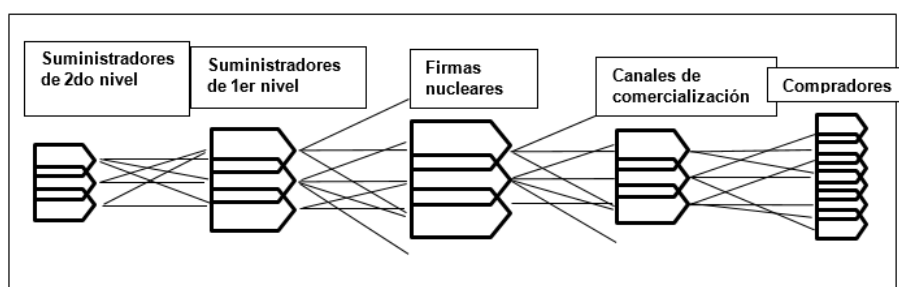 Suministradores
de 2do nivel
Suministradores
de 1er nivel
Firmas
nucleares
Canales de
comercialización
Compradores